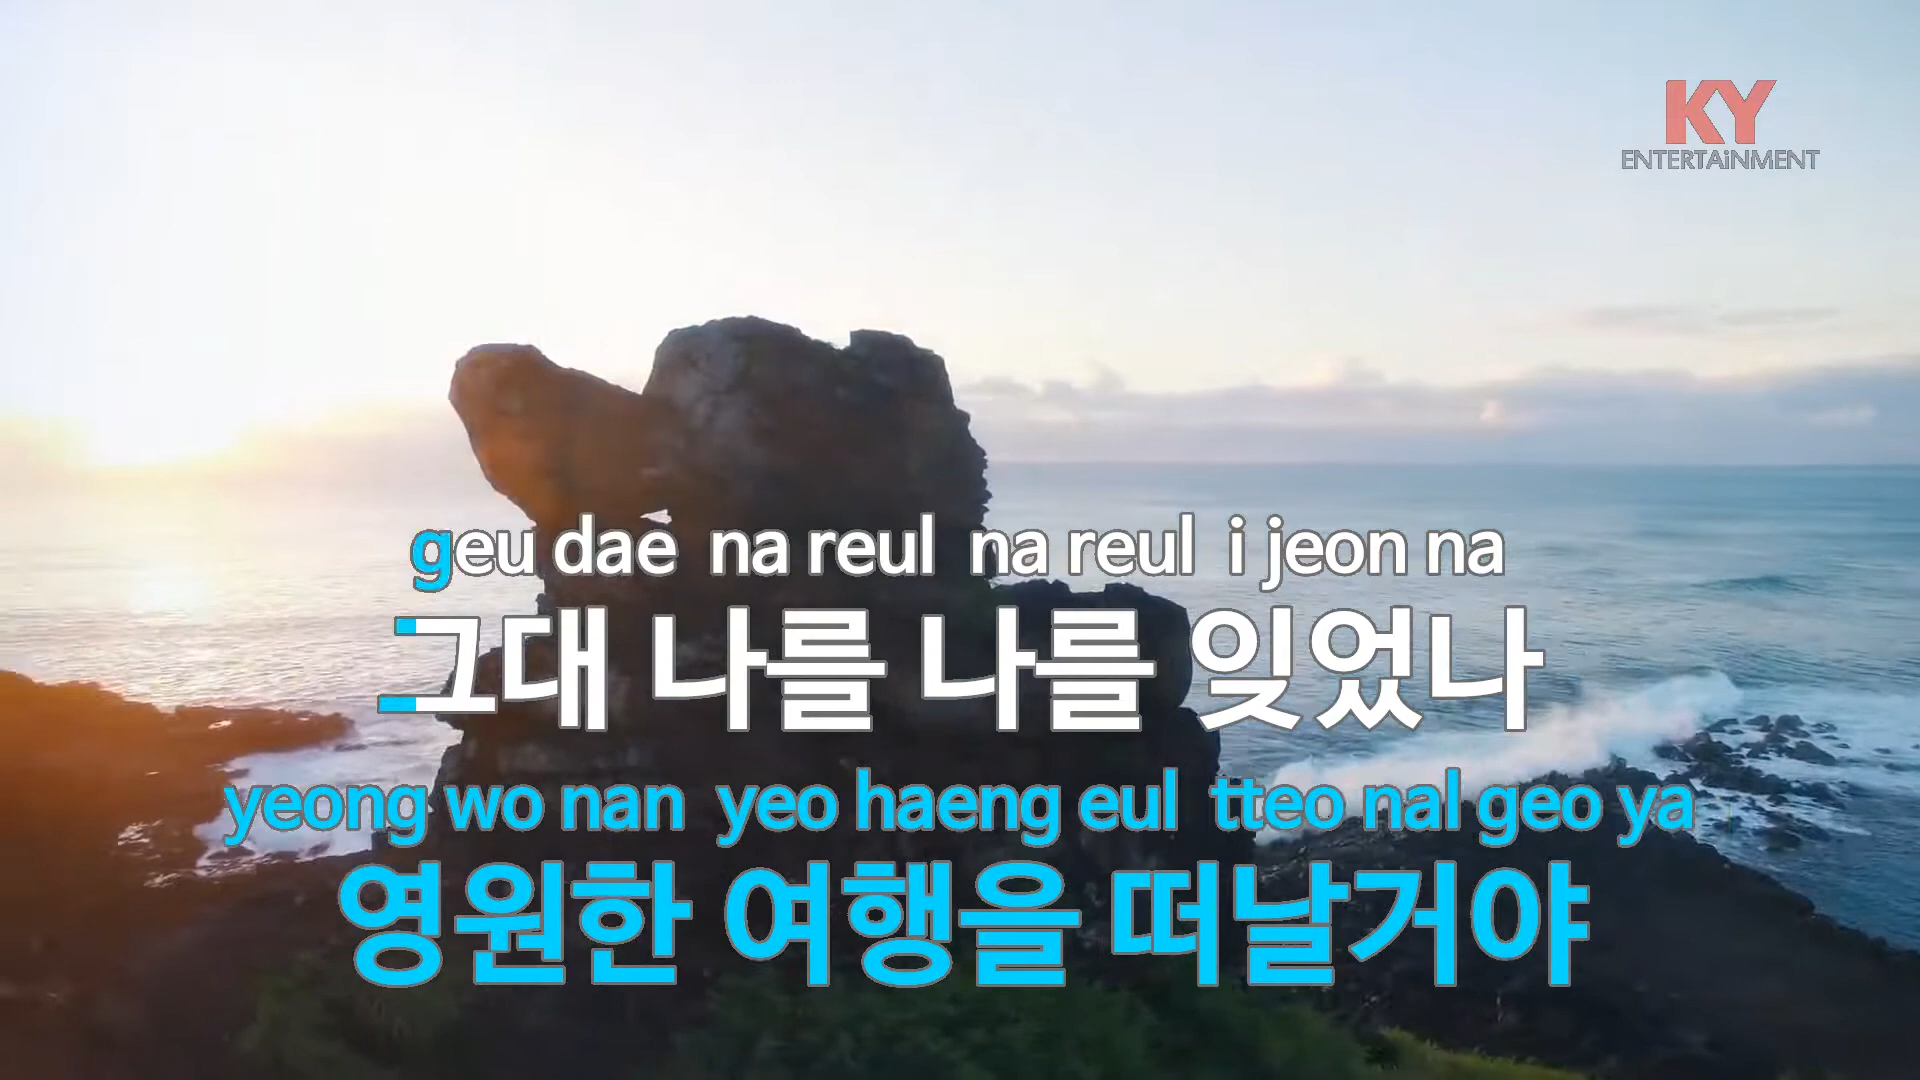 KY
ENTERTAiNMENT
geu dae na reul na reul i jeon na
그대 나를 나를 잊었나
yeong wo nan yeo haeng eul tteo nal geo ya
영원한 여행을 떠날거야